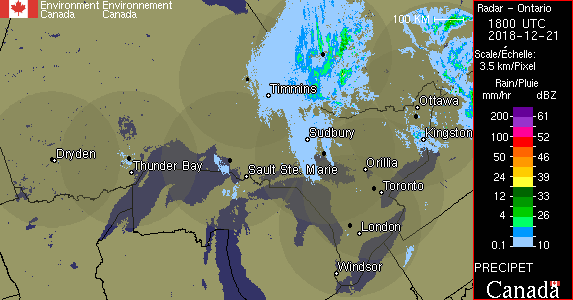 Environment Environnement
Canada Canada
100 KM
Timmins
Ottawa
Sudbury
Kingston
Dryden
Thunder Bay
Sault Ste. Marie
Orillia
Toronto
London
Windsor
Radar - Ontario
1800 UTC
2018-12-21
Scale/Échelle:
3.5 km/Pixel
Rain/Pluie
mm/hr dBZ
200 61
100 56
50 52
24 46
12 39
4 33
1 26
0.1 10
PRECIPET
Canada